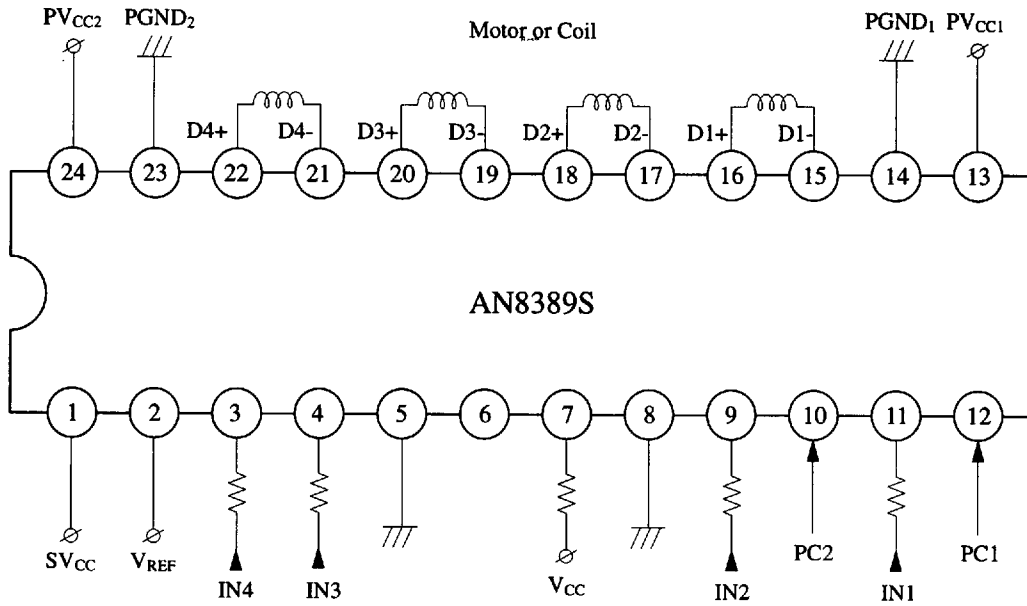 PVCC2 PGND2 Motor or Coil PGND1 PVCC1
D4+ D4- D3+ D3- D2+ D2- D1+ D1-
24 23 22 21 20 19 18 17 16 15 14 13
AN8389S
1 2 3 4 5 6 7 8 9 10 11 12
SVCC VREF IN4 IN3 VCC IN2 PC2 IN1 PC1